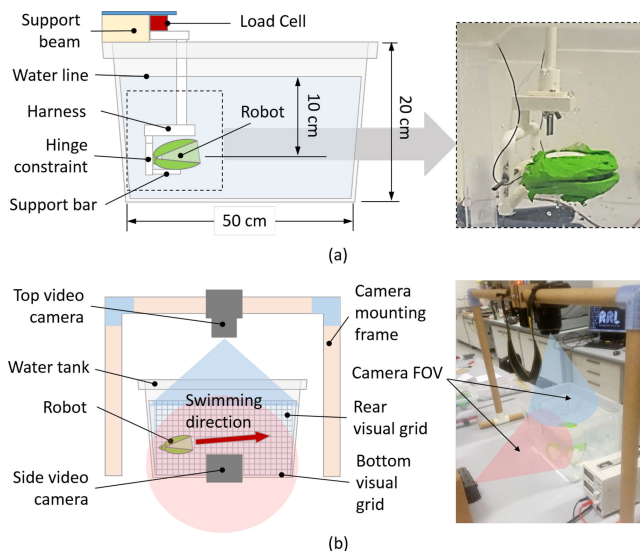 Support
beam
Load Cell
Water line
Harness
Robot
10 cm
20 cm
Hinge
constraint
Support bar
50 cm
(a)
Top video
camera
Camera
mounting
frame
Water tank
Camera FOV
Swimming
direction
Robot
Rear
visual grid
Side video
camera
Bottom
visual grid
RRL
(b)